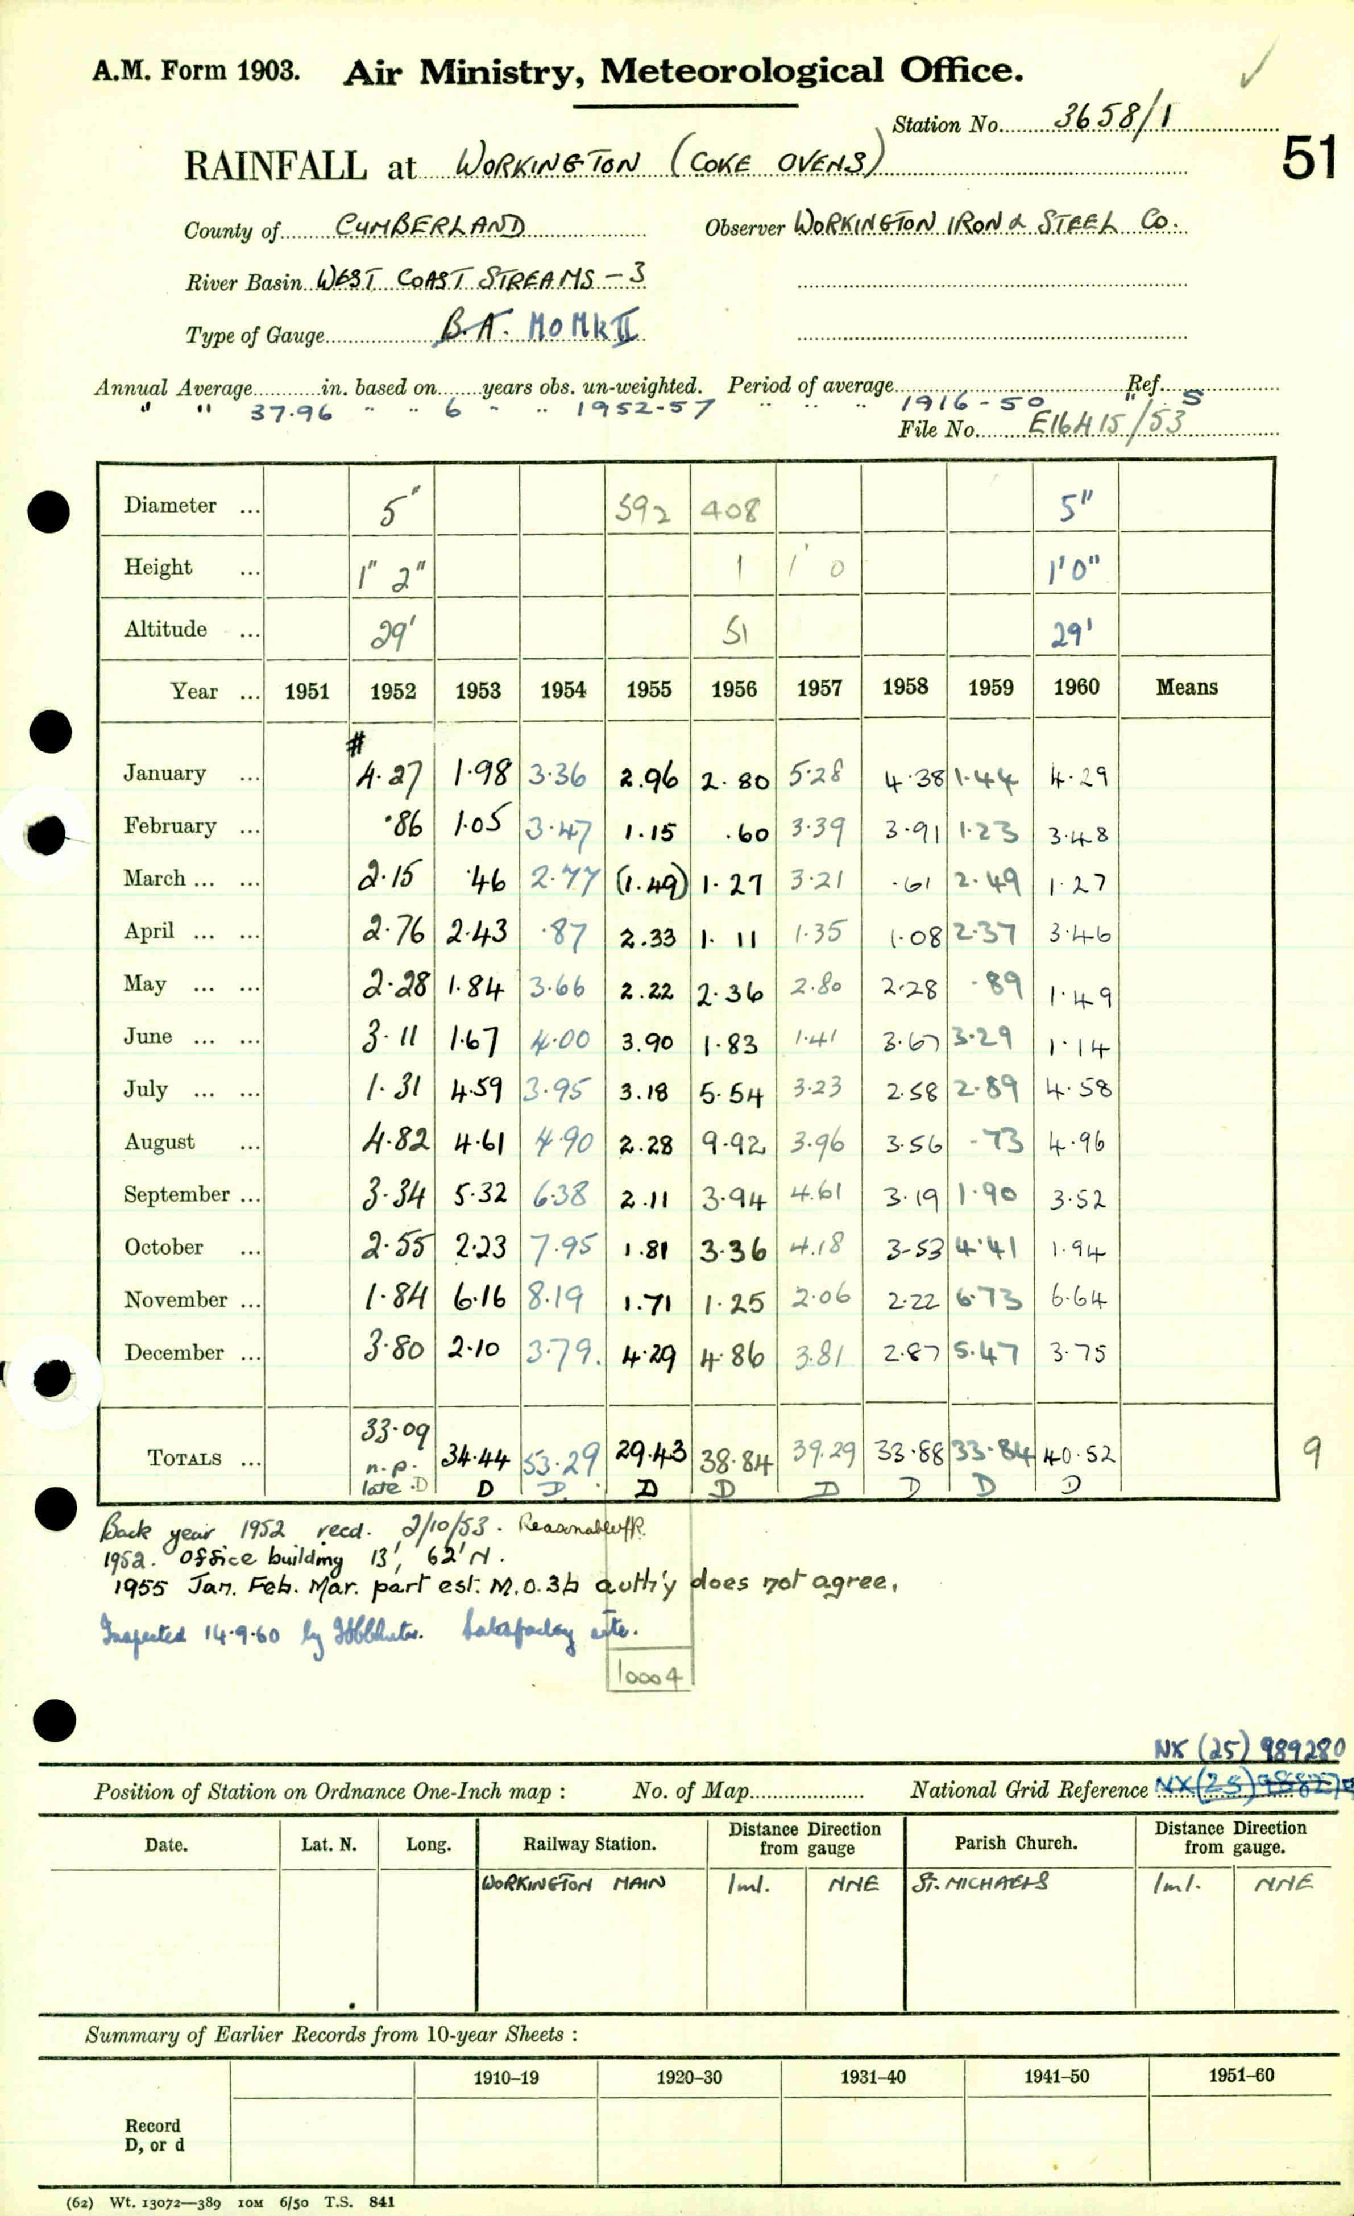 A.M. Form 1903. Air Ministry, Meteorological Office.
Station No. 3658/1
51
RAINFALL at WORKINGTON (COKE OVENS)
County of CUMBERLAND Observer WORKINGTON IRON & STEEL Co.
River Basin WEST COAST STREAMS - 3
Type of Gauge B.A. MO Mk II
Annual Average in. based on years obs. un-weighted. Period of average Ref.
" " 37.96 " " 6 " " 1952-57 " " " 1916-50 " S
File No. E16415/53
Diameter ... 5" 592 408 5"
Height ... 1" 2" 1 1' 0 1'0"
Altitude ... 29' 51 29'
Year ... 1951 1952 1953 1954 1955 1956 1957 1958 1959 1960 Means
#
January ... 4.27 1.98 3.36 2.96 2.80 5.28 4.38 1.44 4.29
February ... .86 1.05 3.47 1.15 .60 3.39 3.91 1.23 3.48
March ... ... 2.15 .46 2.77 (1.49) 1.27 3.21 .61 2.49 1.27
April ... ... 2.76 2.43 .87 2.33 1.11 1.35 1.08 2.37 3.46
May ... ... 2.28 1.84 3.66 2.22 2.36 2.80 2.28 .89 1.49
June ... ... 3.11 1.67 4.00 3.90 1.83 1.41 3.67 3.29 1.14
July ... ... 1.31 4.59 3.95 3.18 5.54 3.23 2.58 2.89 4.58
August ... 4.82 4.61 4.90 2.28 9.92 3.96 3.56 .73 4.96
September ... 3.34 5.32 6.38 2.11 3.94 4.61 3.19 1.90 3.52
October ... 2.55 2.23 7.95 1.81 3.36 4.18 3.53 4.41 1.94
November ... 1.84 6.16 8.19 1.71 1.25 2.06 2.22 6.73 6.64
December ... 3.80 2.10 3.79. 4.29 4.86 3.81 2.87 5.47 3.75
TOTALS ... 33.09 34.44 53.29 29.43 38.84 39.29 33.88 33.84 40.52 9
n.p.
late D D D D D D D D D
Back year 1952 recd. 2/10/53. Reasonable
1952. Office building 13', 62'N.
1955 Jan. Feb. Mar. part est. M.O.3b auth'y does not agree.
Inspected 14.9.60 by Satisfactory site.
10004
NX (25) 989280
Position of Station on Ordnance One-Inch map : No. of Map National Grid Reference NX (25)
Date. Lat. N. Long. Railway Station. Distance from gauge Direction Parish Church. Distance from gauge. Direction
WORKINGTON MAIN 1ml. NNE St. MICHAELS 1ml. NNE
Summary of Earlier Records from 10-year Sheets :
1910–19 1920–30 1931–40 1941–50 1951–60
Record
D, or d
(62) Wt. 13072—389 10M 6/50 T.S. 841